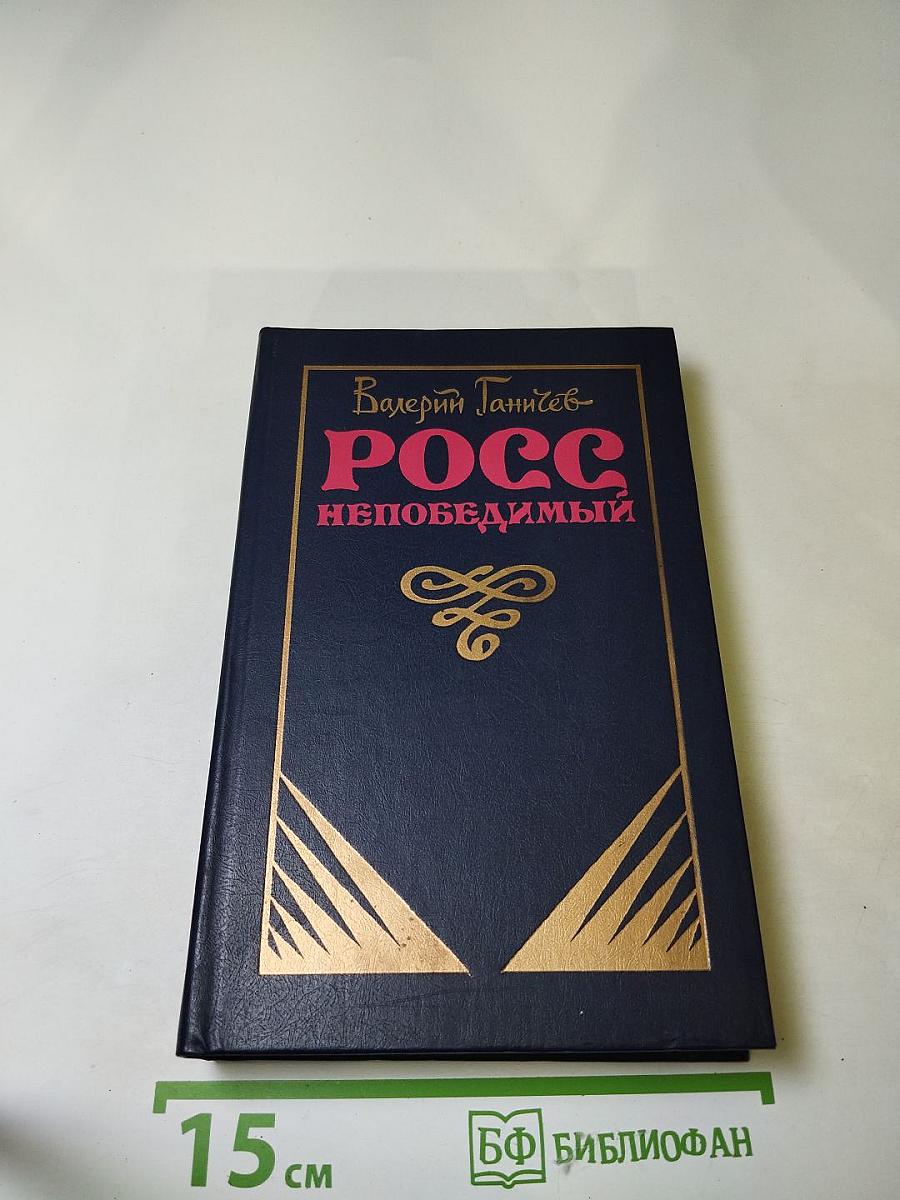 Валерий Ганичев
РОСС
НЕПОБЕДИМЫЙ
15 см
БФ БИБЛИОФАН